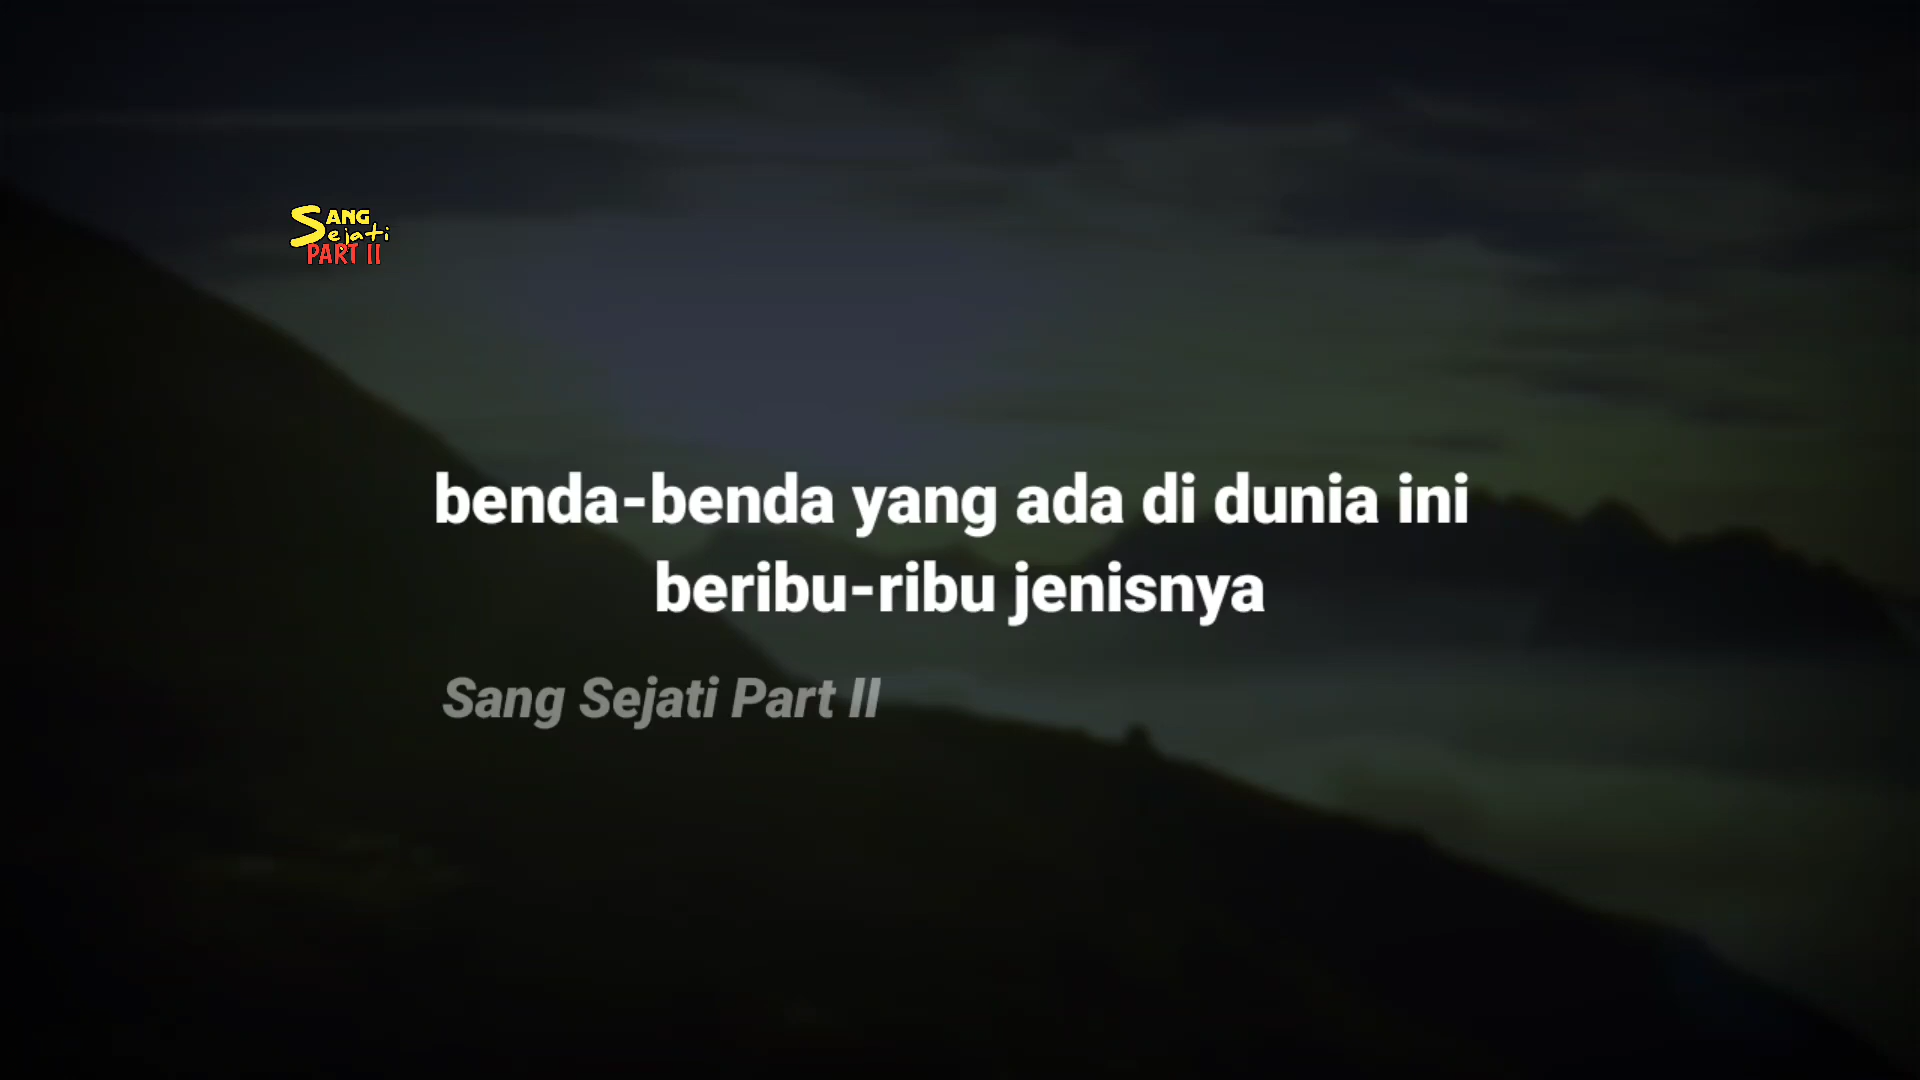 SANG
Sejati
PART II
benda-benda yang ada di dunia ini
beribu-ribu jenisnya
Sang Sejati Part II